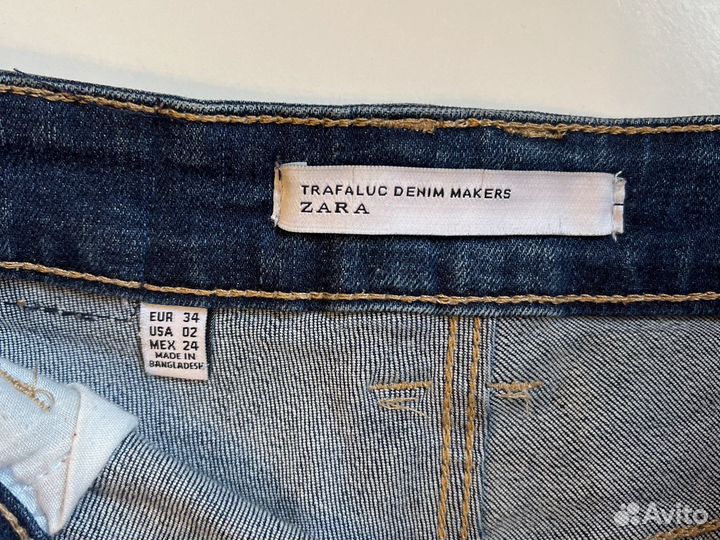 TRAFALUC DENIM MAKERS
ZARA
EUR 34
USA 02
MEX 24
MADE IN
BANGLADESH
Avito